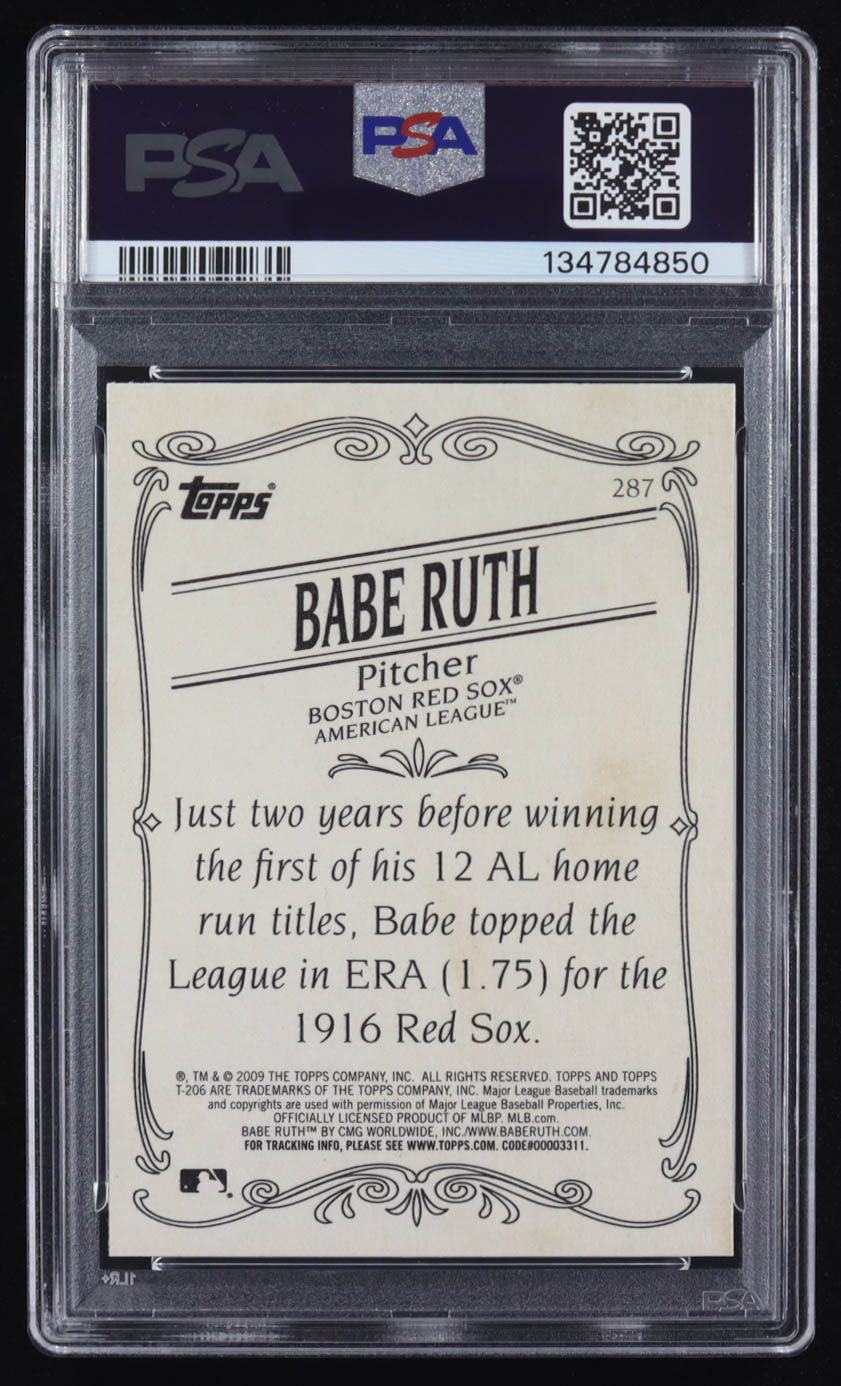 PSA
PSA
134784850
topps®
287
BABE RUTH
Pitcher
BOSTON RED SOX®
AMERICAN LEAGUE™
Just two years before winning
the first of his 12 AL home
run titles, Babe topped the
League in ERA (1.75) for the
1916 Red Sox.
®, TM & © 2009 THE TOPPS COMPANY, INC. ALL RIGHTS RESERVED. TOPPS AND TOPPS
T-206 ARE TRADEMARKS OF THE TOPPS COMPANY, INC. Major League Baseball trademarks
and copyrights are used with permission of Major League Baseball Properties, Inc.
OFFICIALLY LICENSED PRODUCT OF MLBP. MLB.com.
BABE RUTH™ BY CMG WORLDWIDE, INC./WWW.BABERUTH.COM.
FOR TRACKING INFO, PLEASE SEE WWW.TOPPS.COM. CODE#00003311.
1LR+
PSA